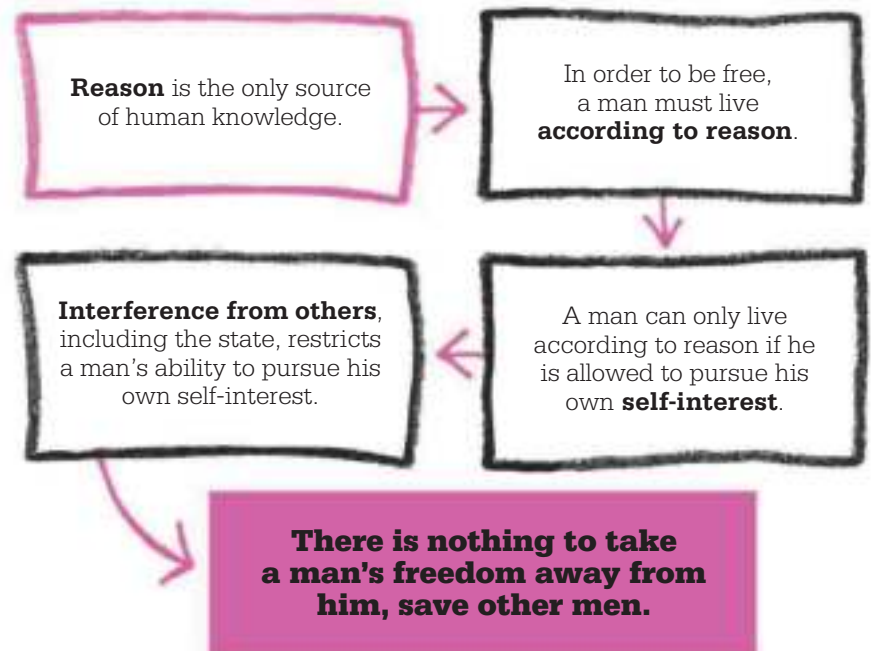 Reason is the only source
of human knowledge.
In order to be free,
a man must live
according to reason.
A man can only live
according to reason if he
is allowed to pursue his
own self-interest.
Interference from others,
including the state, restricts
a man's ability to pursue his
own self-interest.
There is nothing to take
a man's freedom away from
him, save other men.